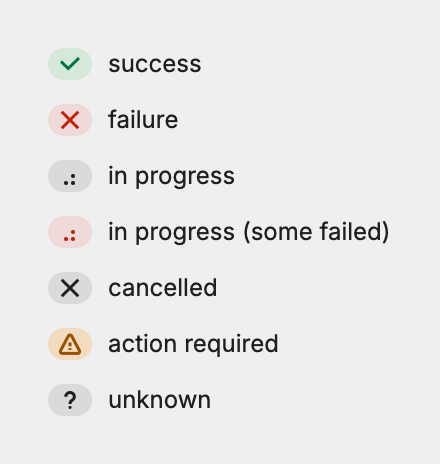 success
failure
in progress
in progress (some failed)
cancelled
action required
? unknown